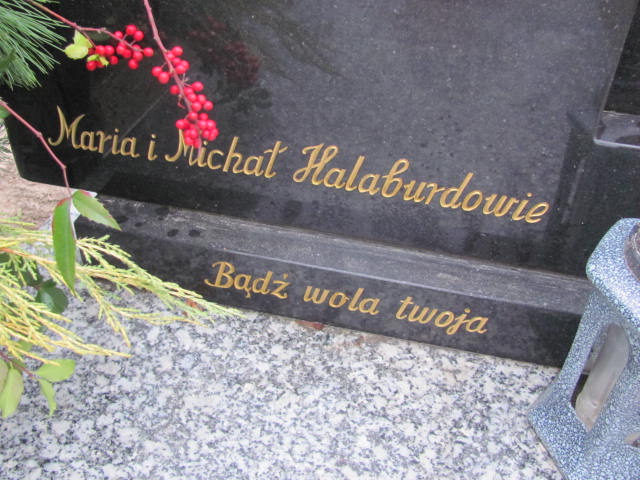 Maria i Michał Halaburdowie
Bądź wola twoja